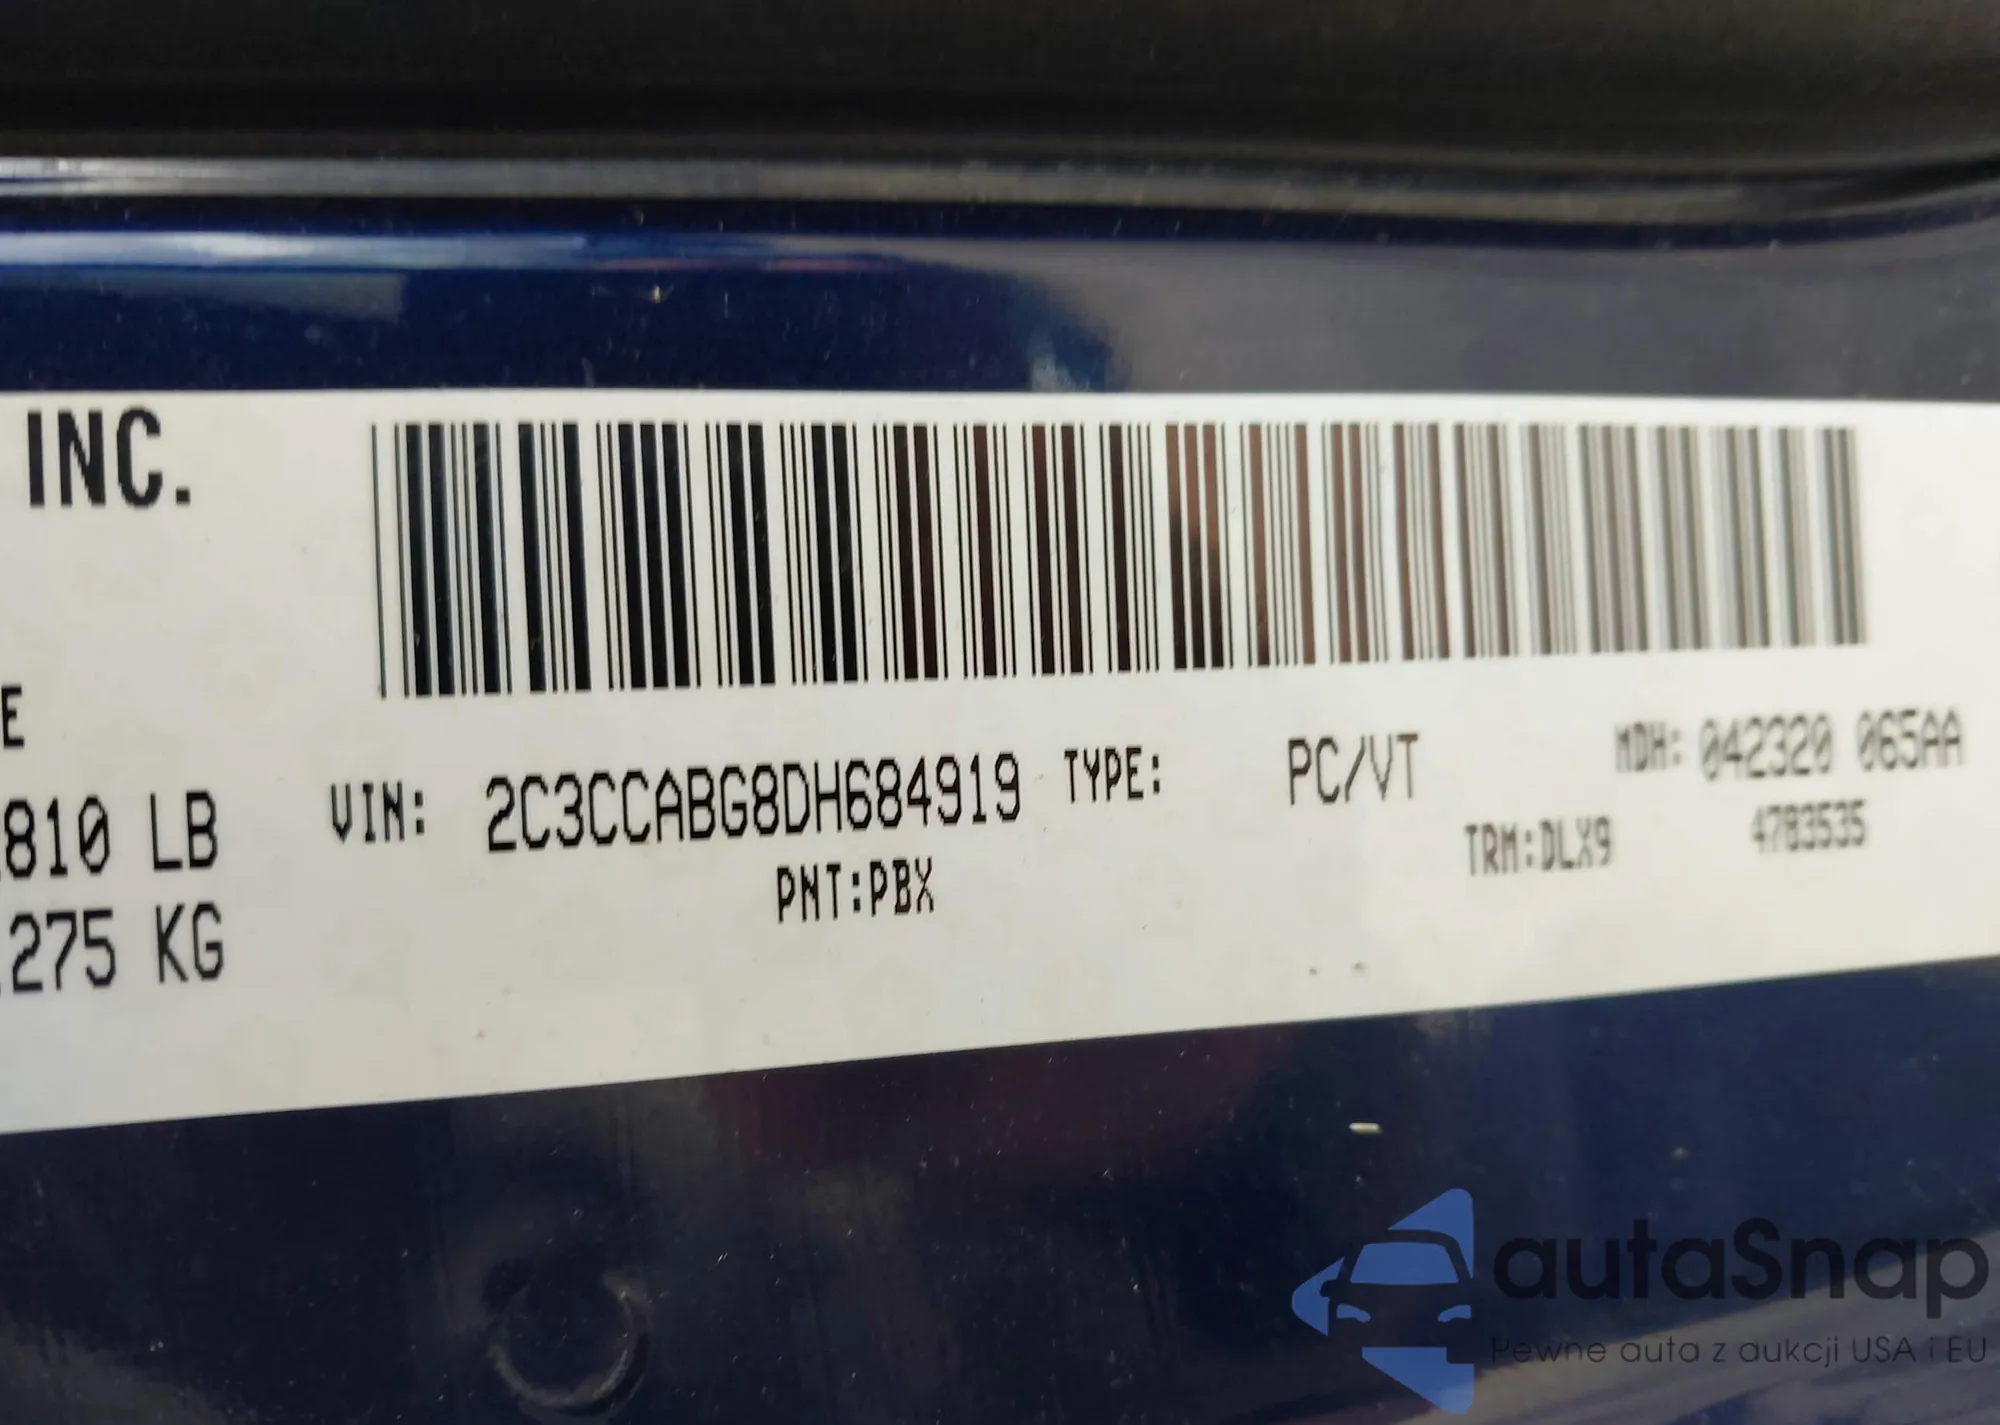 INC.
E
810 LB
275 KG
VIN: 2C3CCABG8DH684919 TYPE: PC/VT MDH: 042320 065AA
PNT:PBX TRM:DLX9 4783535
autaSnap
Pewne auta z aukcji USA i EU